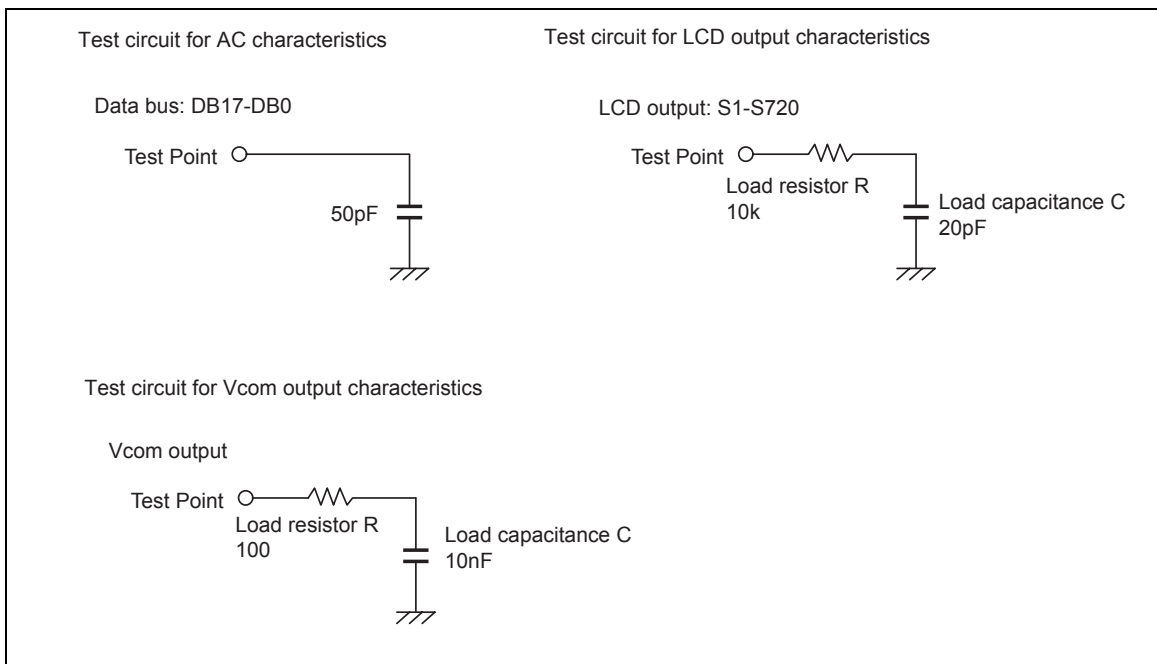 Test circuit for AC characteristics
Data bus: DB17-DB0
Test Point
50pF
Test circuit for LCD output characteristics
LCD output: S1-S720
Test Point
Load resistor R
10k
Load capacitance C
20pF
Test circuit for Vcom output characteristics
Vcom output
Test Point
Load resistor R
100
Load capacitance C
10nF